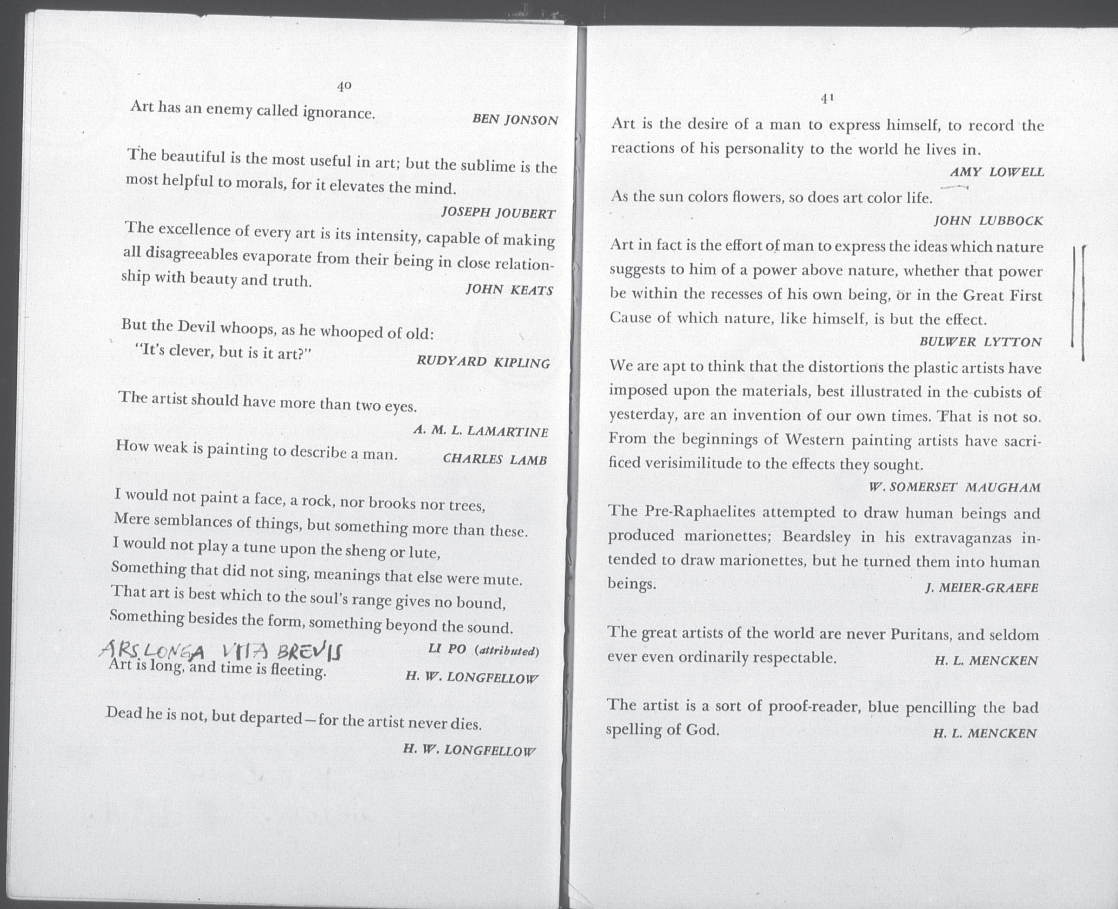 40
Art has an enemy called ignorance.
BEN JONSON
The beautiful is the most useful in art; but the sublime is the
most helpful to morals, for it elevates the mind.
JOSEPH JOUBERT
The excellence of every art is its intensity, capable of making
all disagreeables evaporate from their being in close relation-
ship with beauty and truth.
JOHN KEATS
But the Devil whoops, as he whooped of old:
"It's clever, but is it art?"
RUDYARD KIPLING
The artist should have more than two eyes.
A. M. L. LAMARTINE
How weak is painting to describe a man.
CHARLES LAMB
I would not paint a face, a rock, nor brooks nor trees,
Mere semblances of things, but something more than these.
I would not play a tune upon the sheng or lute,
Something that did not sing, meanings that else were mute.
That art is best which to the soul's range gives no bound,
Something besides the form, something beyond the sound.
LI PO (attributed)
ARS LONGA VITA BREVIS
Art is long, and time is fleeting.
H. W. LONGFELLOW
Dead he is not, but departed—for the artist never dies.
H. W. LONGFELLOW
41
Art is the desire of a man to express himself, to record the
reactions of his personality to the world he lives in.
AMY LOWELL
As the sun colors flowers, so does art color life.
JOHN LUBBOCK
Art in fact is the effort of man to express the ideas which nature
suggests to him of a power above nature, whether that power
be within the recesses of his own being, or in the Great First
Cause of which nature, like himself, is but the effect.
BULWER LYTTON
We are apt to think that the distortions the plastic artists have
imposed upon the materials, best illustrated in the cubists of
yesterday, are an invention of our own times. That is not so.
From the beginnings of Western painting artists have sacri-
ficed verisimilitude to the effects they sought.
W. SOMERSET MAUGHAM
The Pre-Raphaelites attempted to draw human beings and
produced marionettes; Beardsley in his extravaganzas in-
tended to draw marionettes, but he turned them into human
beings.
J. MEIER-GRAEFE
The great artists of the world are never Puritans, and seldom
ever even ordinarily respectable.
H. L. MENCKEN
The artist is a sort of proof-reader, blue pencilling the bad
spelling of God.
H. L. MENCKEN